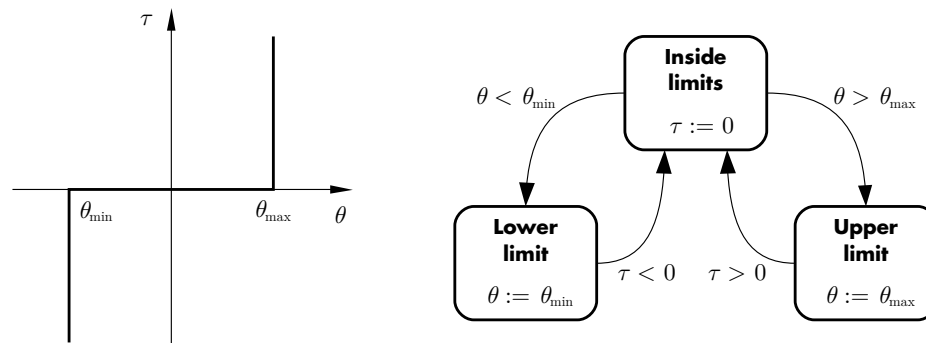 τ
θ_min
θ_max
θ
Inside
limits
τ := 0
θ < θ_min
θ > θ_max
Lower
limit
θ := θ_min
τ < 0
τ > 0
Upper
limit
θ := θ_max